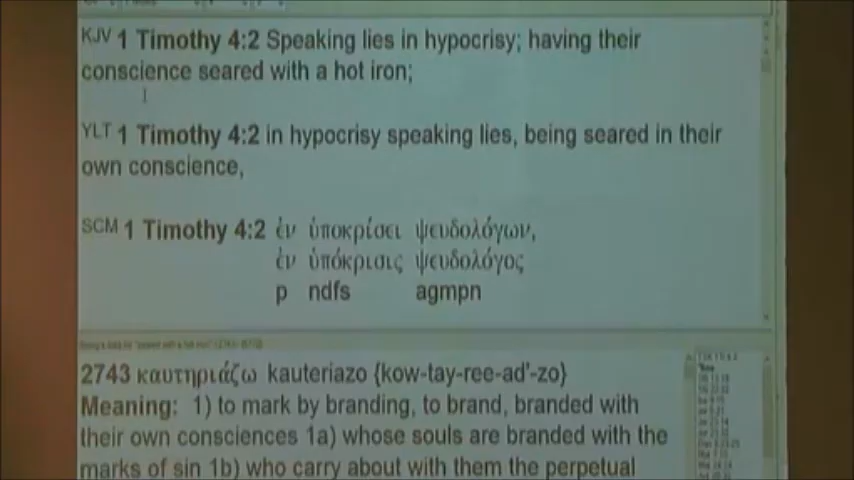 KJV 1 Timothy 4:2 Speaking lies in hypocrisy; having their
conscience seared with a hot iron;
YLT 1 Timothy 4:2 in hypocrisy speaking lies, being seared in their
own conscience,
SCM 1 Timothy 4:2 ἐν ὑποκρίσει ψευδολόγων,
ἐν ὑπόκρισις ψευδολόγος
p ndfs agmpn
2743 καυτηριάζω kauteriazo {kow-tay-ree-ad'-zo}
Meaning: 1) to mark by branding, to brand, branded with
their own consciences 1a) whose souls are branded with the
marks of sin 1b) who carry about with them the perpetual